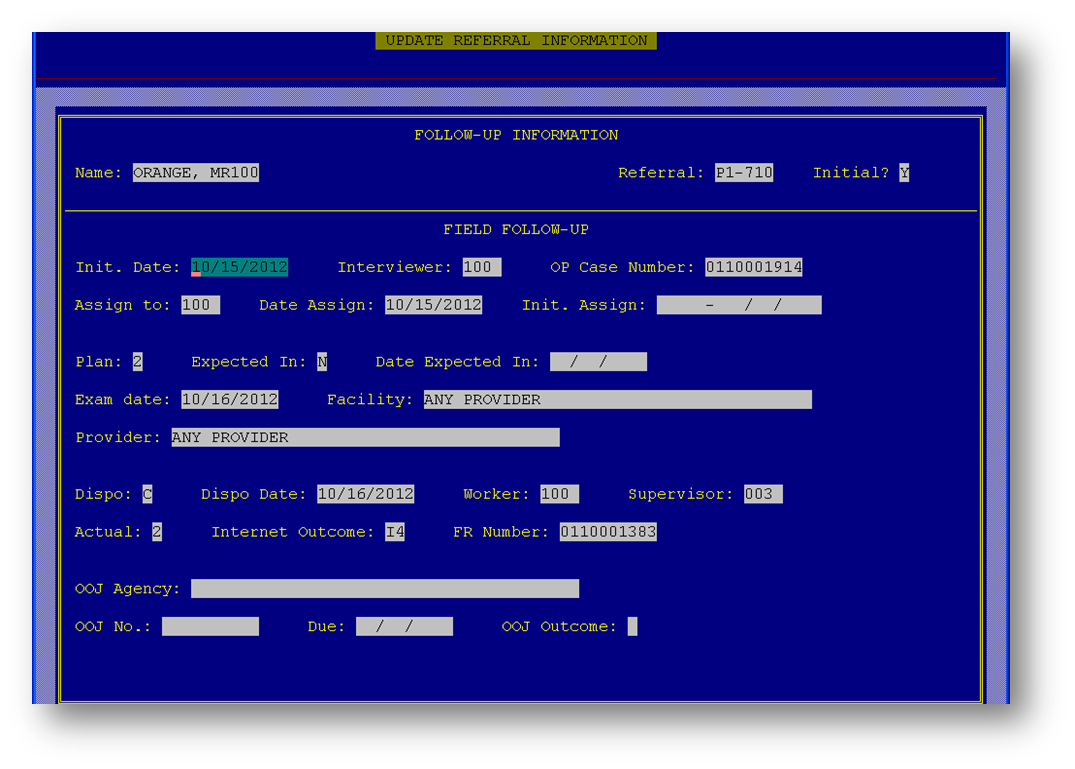 UPDATE REFERRAL INFORMATION
FOLLOW-UP INFORMATION
Name: ORANGE, MR100 Referral: P1-710 Initial? Y
FIELD FOLLOW-UP
Init. Date: 10/15/2012 Interviewer: 100 OP Case Number: 0110001914
Assign to: 100 Date Assign: 10/15/2012 Init. Assign: - / /
Plan: 2 Expected In: N Date Expected In: / /
Exam date: 10/16/2012 Facility: ANY PROVIDER
Provider: ANY PROVIDER
Dispo: C Dispo Date: 10/16/2012 Worker: 100 Supervisor: 003
Actual: 2 Internet Outcome: I4 FR Number: 0110001383
OOJ Agency:
OOJ No.: Due: / / OOJ Outcome: